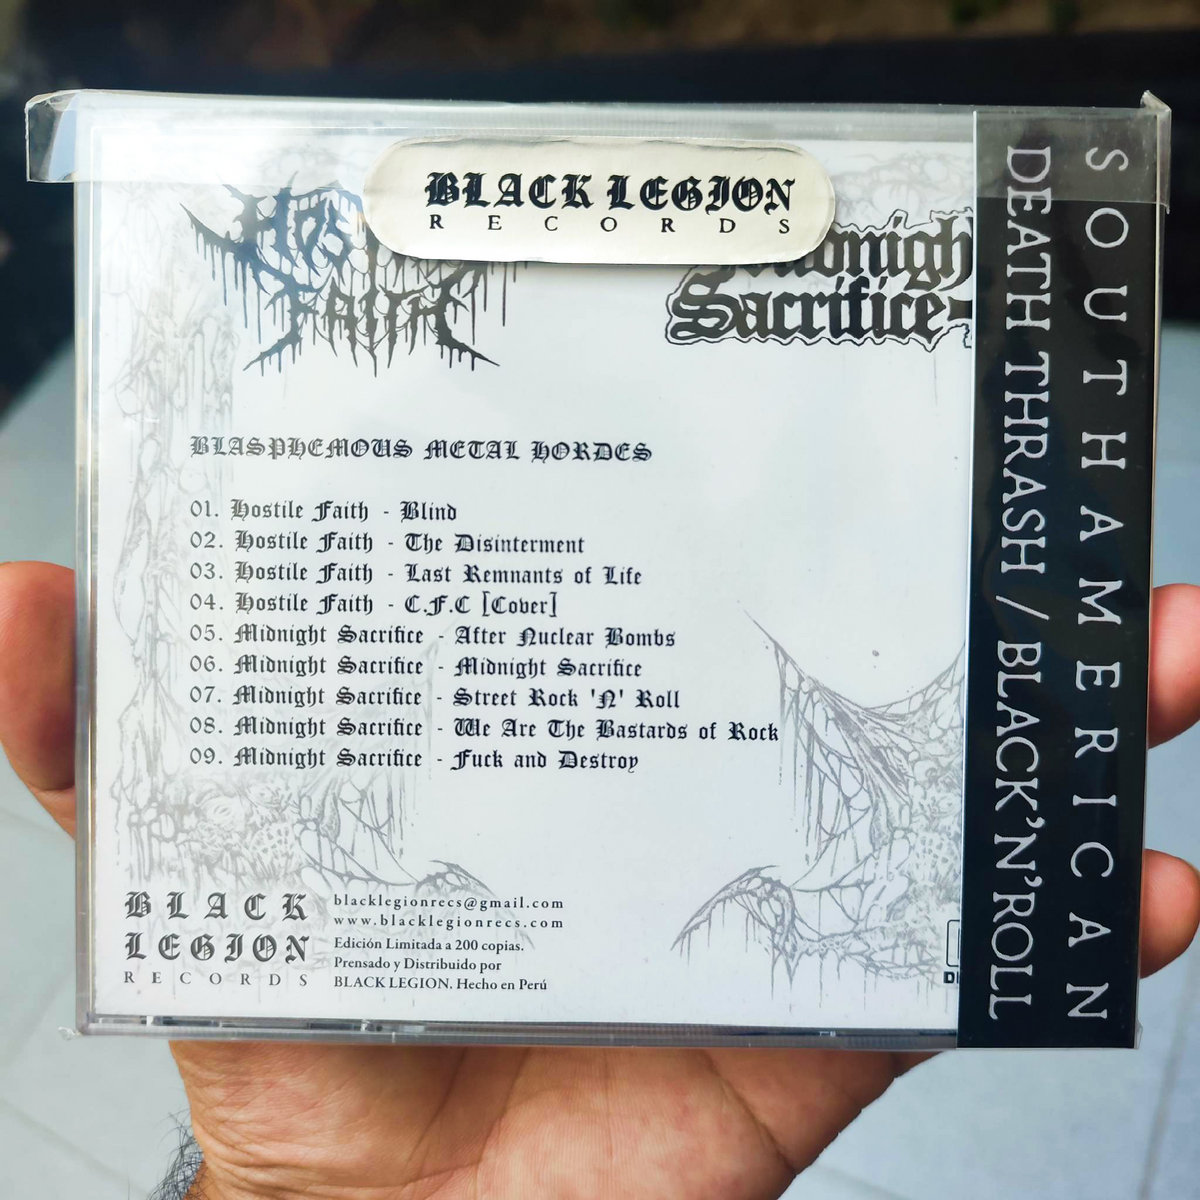 BLACK LEGION
RECORDS
FAITH
Sacrifice
BLASPHEMOUS METAL HORDES
01. Hostile Faith - Blind
02. Hostile Faith - The Disinterment
03. Hostile Faith - Last Remnants of Life
04. Hostile Faith - C.F.C [Cover]
05. Midnight Sacrifice - After Nuclear Bombs
06. Midnight Sacrifice - Midnight Sacrifice
07. Midnight Sacrifice - Street Rock 'N' Roll
08. Midnight Sacrifice - We Are The Bastards of Rock
09. Midnight Sacrifice - Fuck and Destroy
BLACK
LEGION
RECORDS
blacklegionrecs@gmail.com
www.blacklegionrecs.com
Edición Limitada a 200 copias.
Prensado y Distribuido por
BLACK LEGION. Hecho en Perú
SOUTHAMERICAN
DEATH THRASH / BLACK'N'ROLL